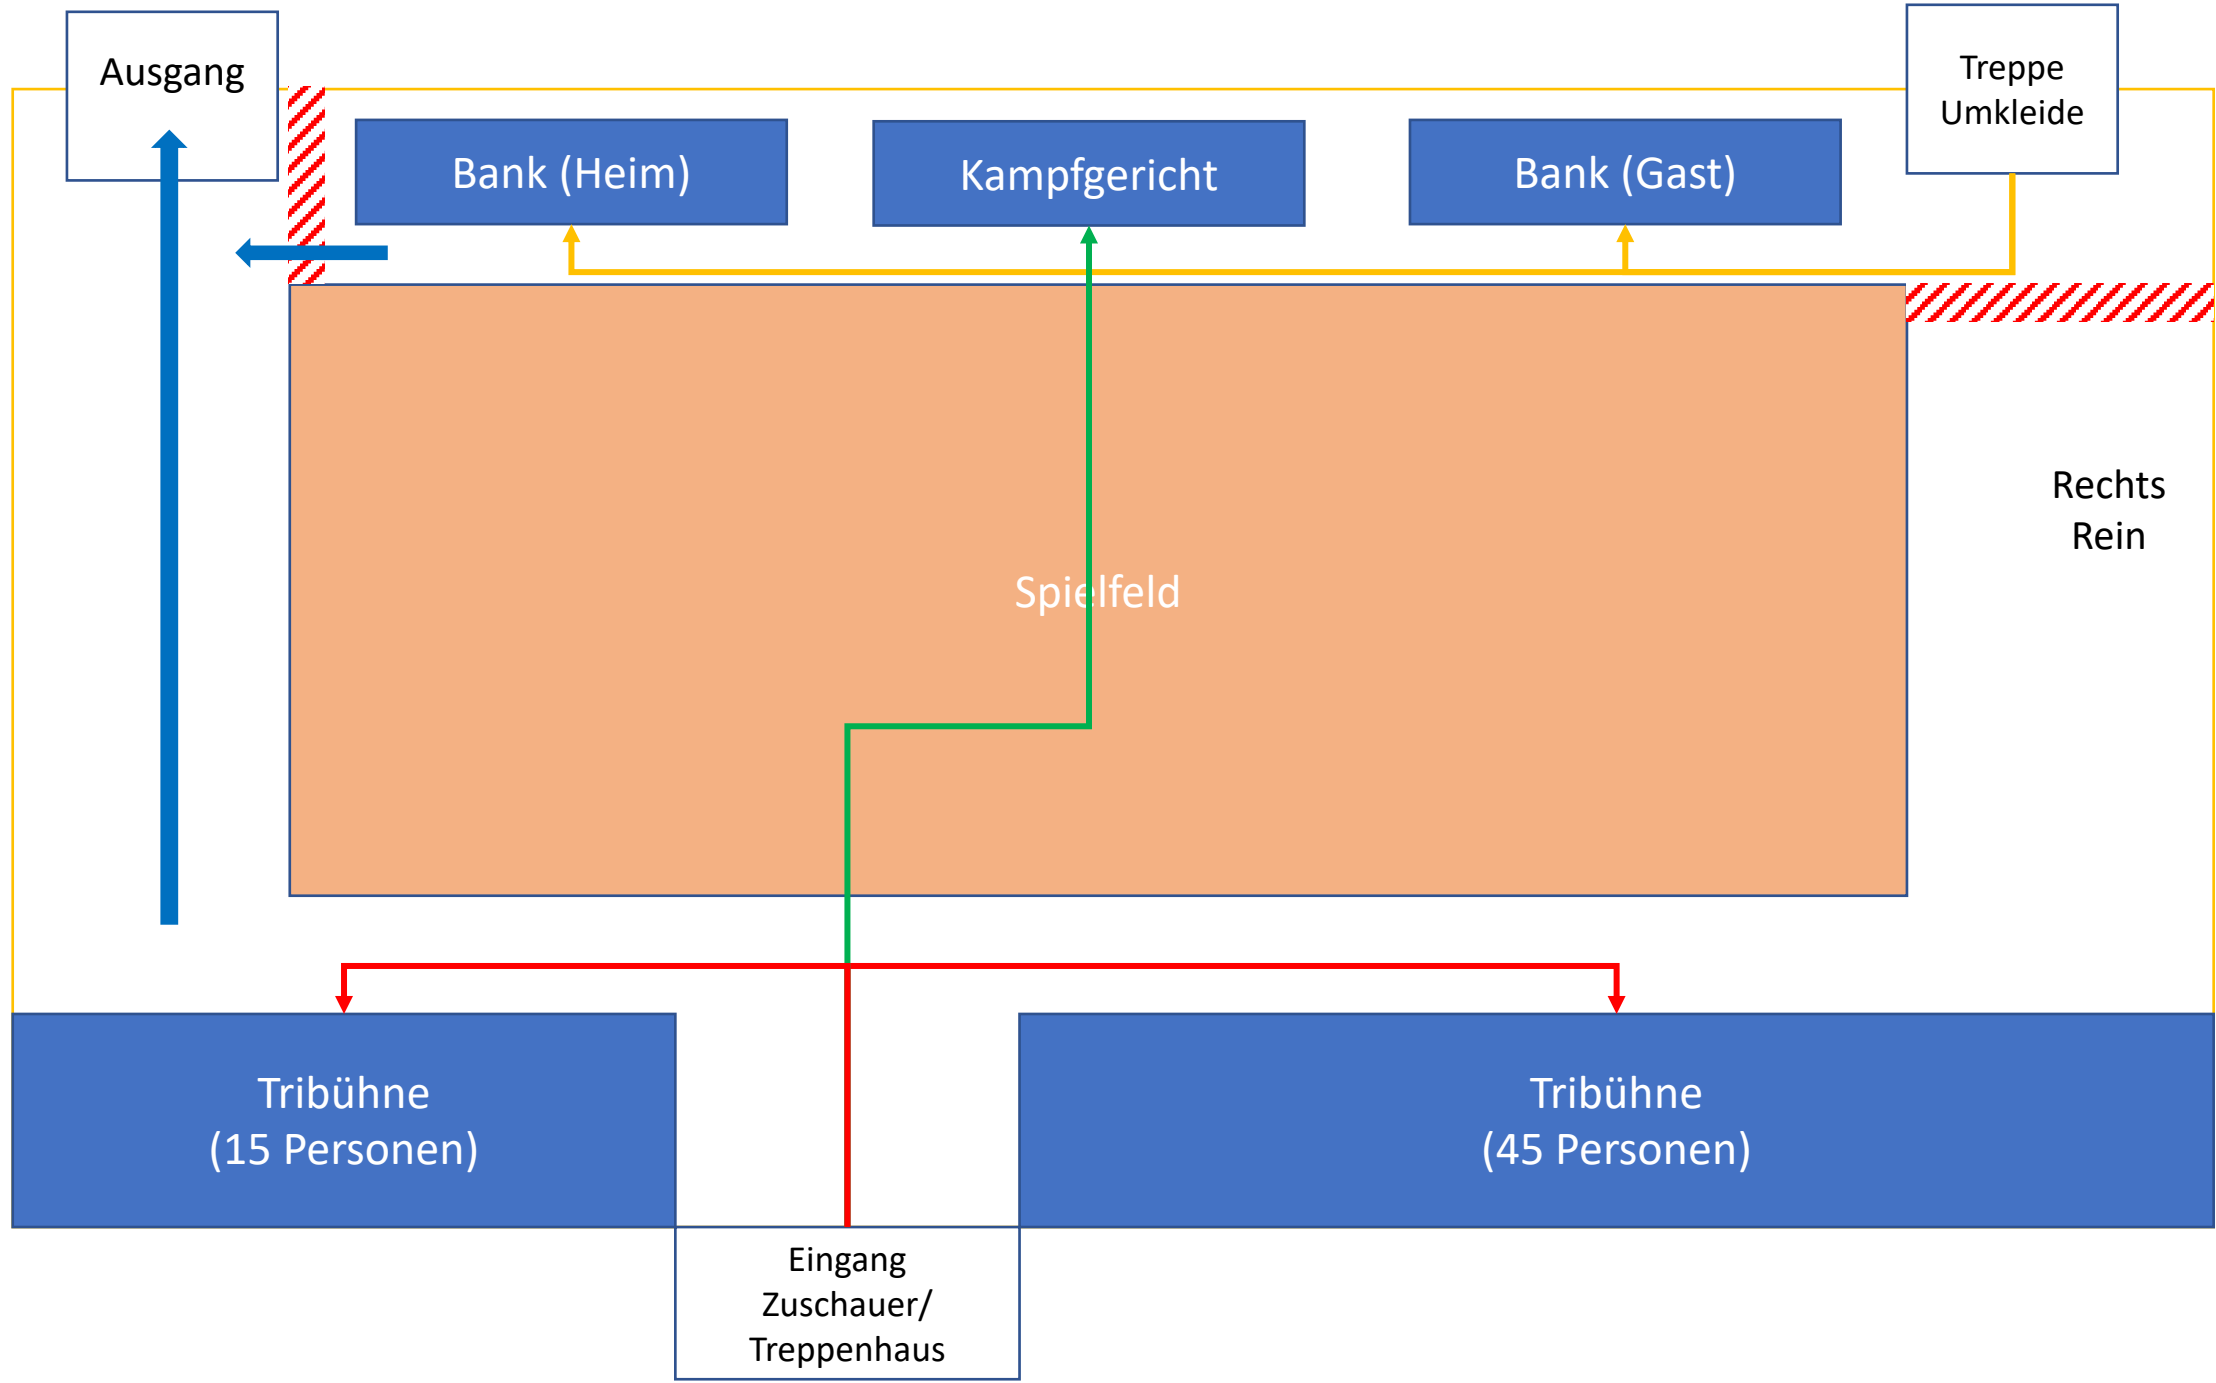 Ausgang
Treppe
Umkleide
Bank (Heim)
Kampfgericht
Bank (Gast)
Rechts
Rein
Spielfeld
Tribühne
(15 Personen)
Tribühne
(45 Personen)
Eingang
Zuschauer/
Treppenhaus